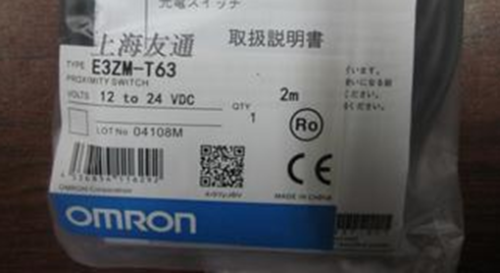 光電スイッチ
取扱説明書
上海友通
TYPE E3ZM-T63
PROXIMITY SWITCH
VOLTS 12 to 24 VDC
QTY 1
2m
LOT No 04108M
Ro
CE
OMRON Corporation
MADE IN CHINA
OMRON